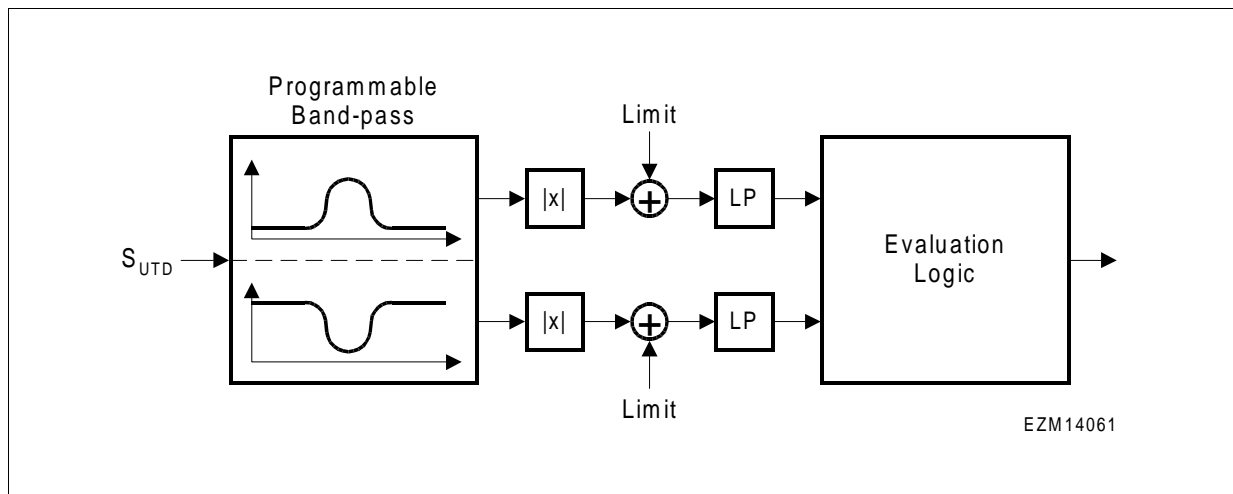 Programmable
Band-pass
Limit
|x|
+
LP
S_UTD
Evaluation
Logic
|x|
+
LP
Limit
EZM14061